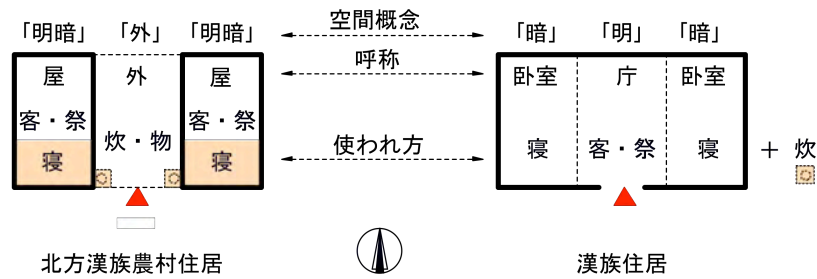 「明暗」 「外」 「明暗」 空間概念 「暗」 「明」 「暗」
屋 外 屋 呼称 卧室 庁 卧室
客・祭 炊・物 客・祭
寝 寝 使われ方 寝 客・祭 寝 + 炊
北方漢族農村住居 漢族住居